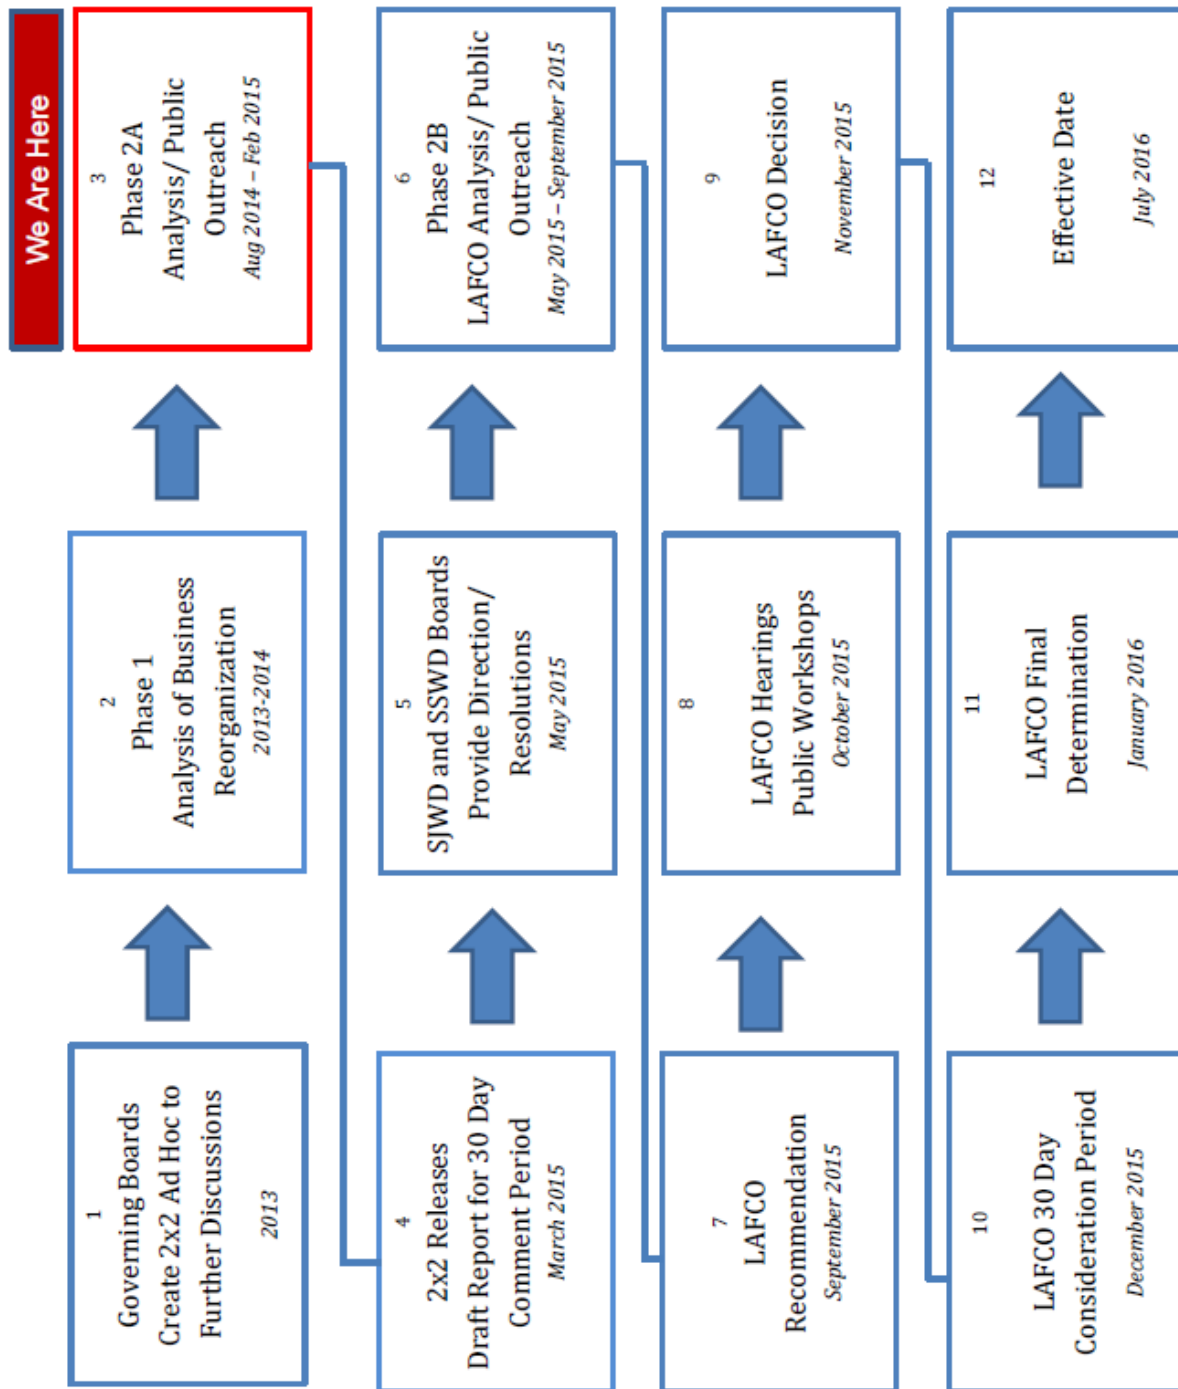 We Are Here
1
Governing Boards
Create 2x2 Ad Hoc to
Further Discussions
2013
2
Phase 1
Analysis of Business
Reorganization
2013-2014
3
Phase 2A
Analysis/ Public
Outreach
Aug 2014 – Feb 2015
4
2x2 Releases
Draft Report for 30 Day
Comment Period
March 2015
5
SJWD and SSWD Boards
Provide Direction/
Resolutions
May 2015
6
Phase 2B
LAFCO Analysis/ Public
Outreach
May 2015 – September 2015
7
LAFCO
Recommendation
September 2015
8
LAFCO Hearings
Public Workshops
October 2015
9
LAFCO Decision
November 2015
10
LAFCO 30 Day
Consideration Period
December 2015
11
LAFCO Final
Determination
January 2016
12
Effective Date
July 2016